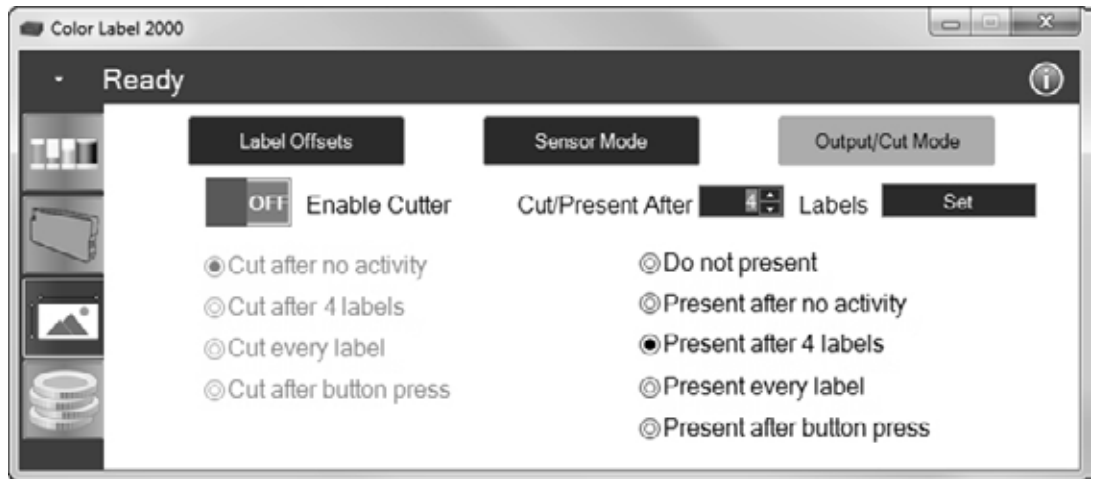 Color Label 2000
Ready
Label Offsets Sensor Mode Output/Cut Mode
OFF Enable Cutter Cut/Present After 4 Labels Set
Cut after no activity Do not present
Cut after 4 labels Present after no activity
Cut every label Present after 4 labels
Cut after button press Present every label
Present after button press